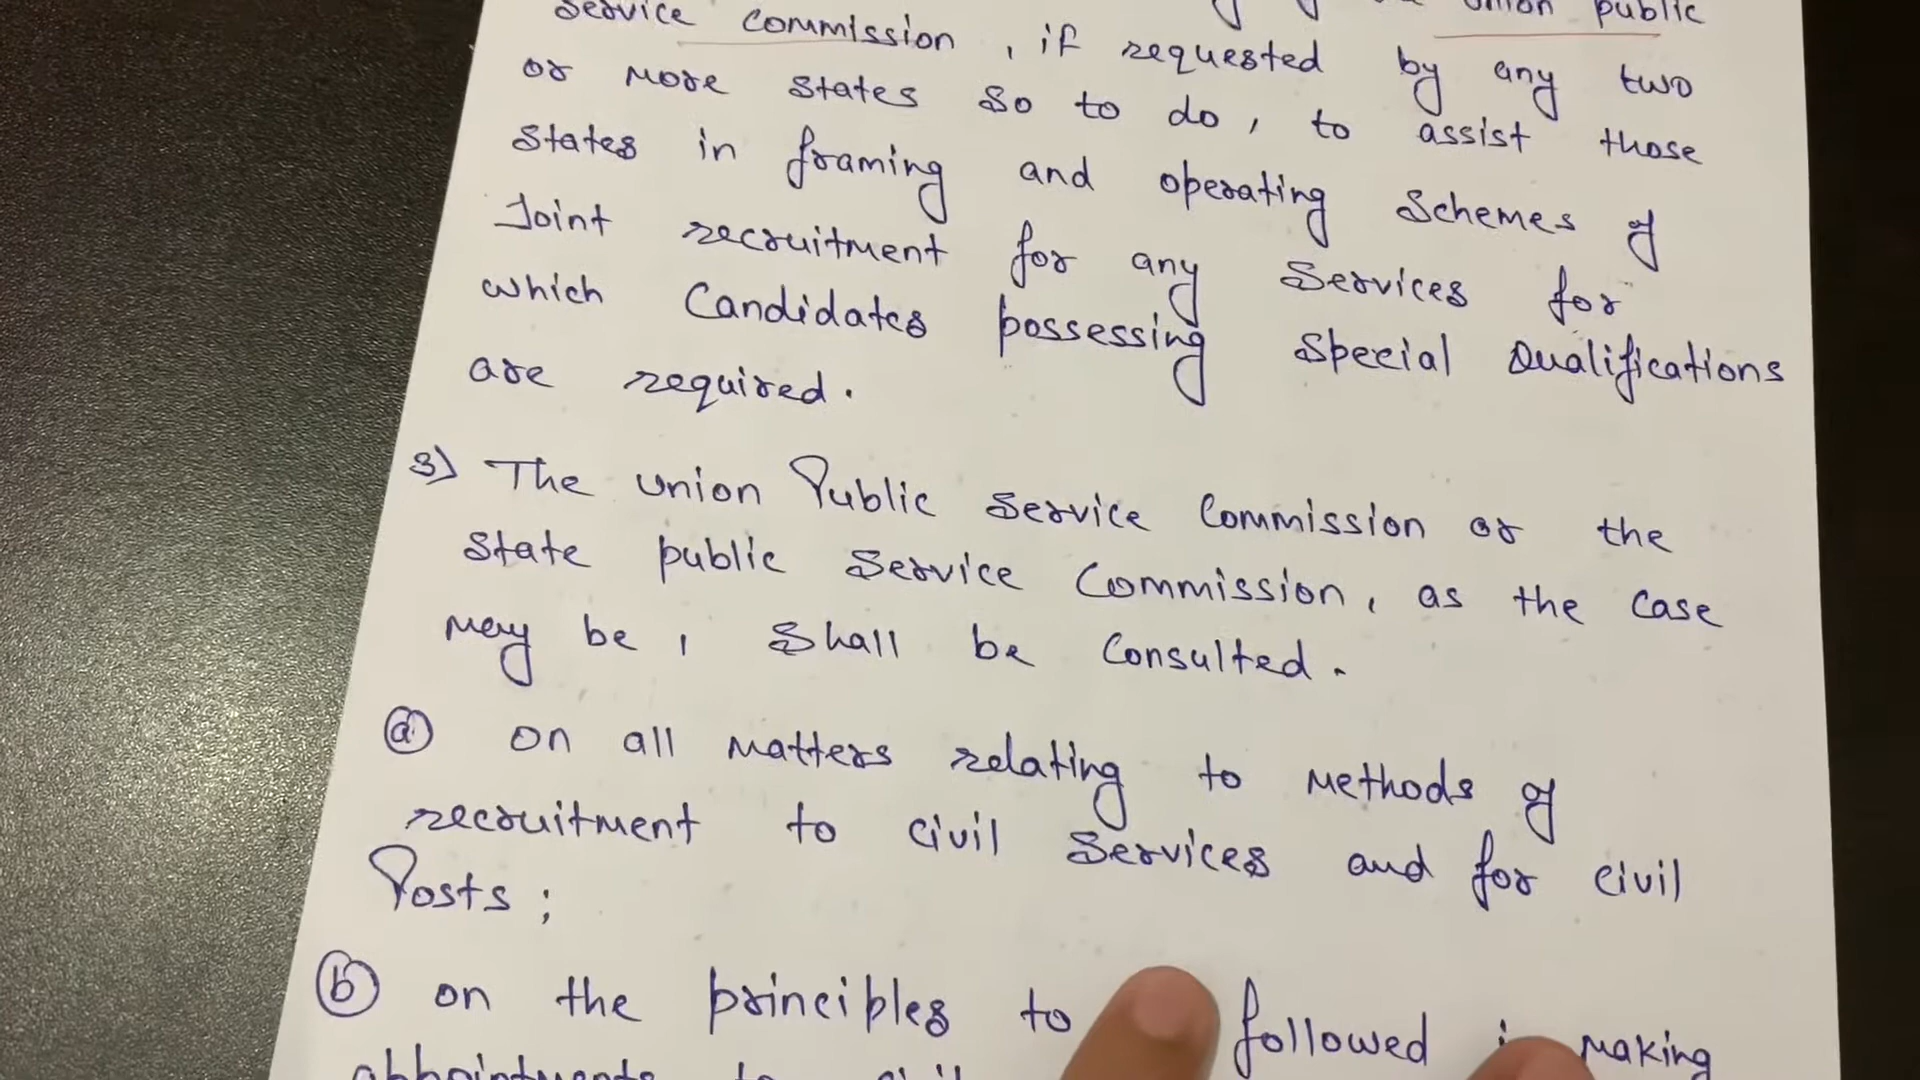 Service Commission, if requested by any two
or more states so to do, to assist those
states in framing and operating schemes of
Joint recruitment for any services for
which candidates possessing special Qualifications
are required.
3) The union Public service Commission or the
state public service Commission, as the case
may be, shall be consulted.
(a) on all matters relating to methods of
recruitment to civil services and for civil
Posts;
(b) on the principles to followed making
appointments to civil